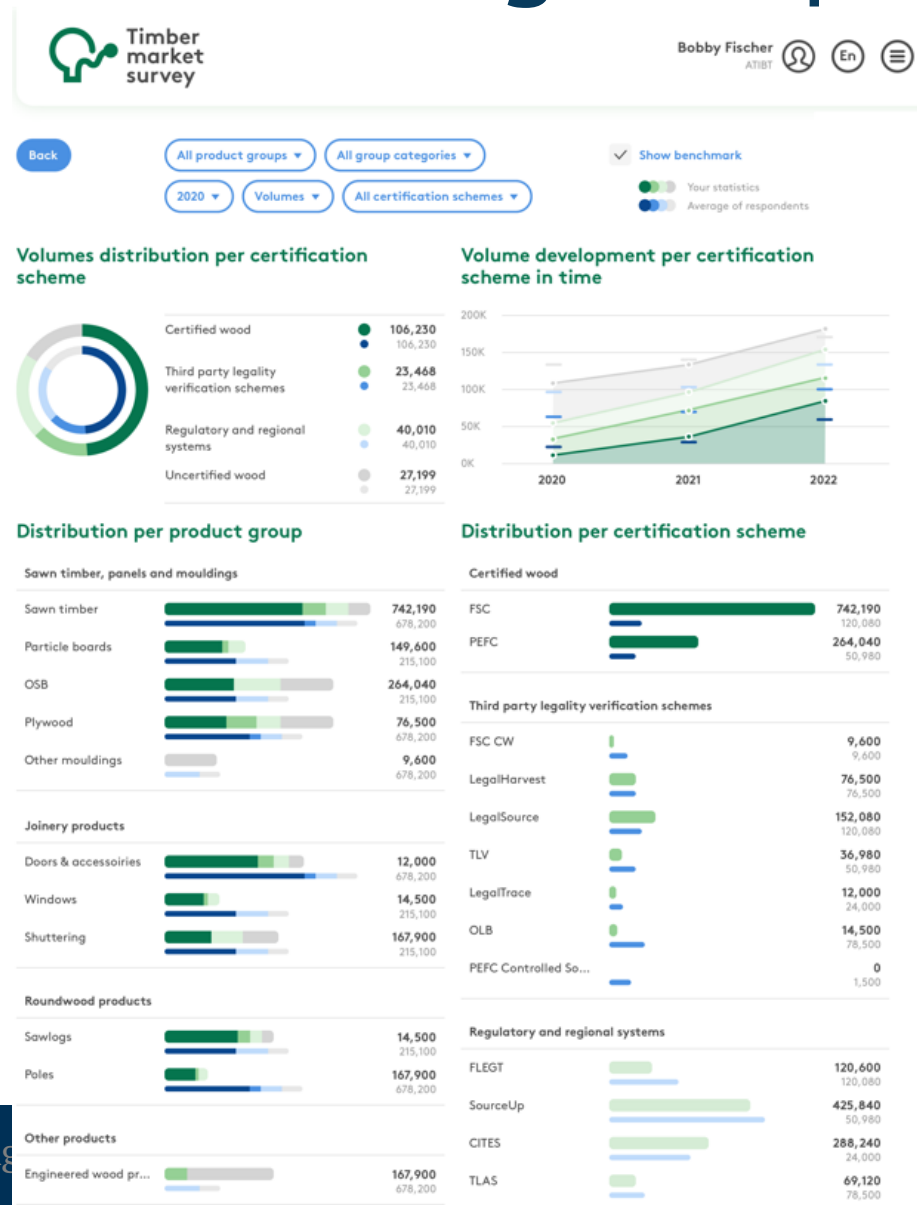 Timber
market
survey
Bobby Fischer
ATIBT
En
Back
All product groups
All group categories
2020
Volumes
All certification schemes
Show benchmark
Your statistics
Average of respondents
Volumes distribution per certification
scheme
Certified wood 106,230
106,230
Third party legality 23,468
verification schemes 23,468
Regulatory and regional 40,010
systems 40,010
Uncertified wood 27,199
27,199
Volume development per certification
scheme in time
200K
150K
100K
50K
0K
2020 2021 2022
Distribution per product group
Sawn timber, panels and mouldings
Sawn timber 742,190
678,200
Particle boards 149,600
215,100
OSB 264,040
215,100
Plywood 76,500
678,200
Other mouldings 9,600
678,200
Joinery products
Doors & accessoiries 12,000
678,200
Windows 14,500
215,100
Shuttering 167,900
215,100
Roundwood products
Sawlogs 14,500
215,100
Poles 167,900
678,200
Other products
Engineered wood pr... 167,900
678,200
Distribution per certification scheme
Certified wood
FSC 742,190
120,080
PEFC 264,040
50,980
Third party legality verification schemes
FSC CW 9,600
9,600
LegalHarvest 76,500
76,500
LegalSource 152,080
120,080
TLV 36,980
50,980
LegalTrace 12,000
24,000
OLB 14,500
78,500
PEFC Controlled So... 0
1,500
Regulatory and regional systems
FLEGT 120,600
120,080
SourceUp 425,840
50,980
CITES 288,240
24,000
TLAS 69,120
78,500